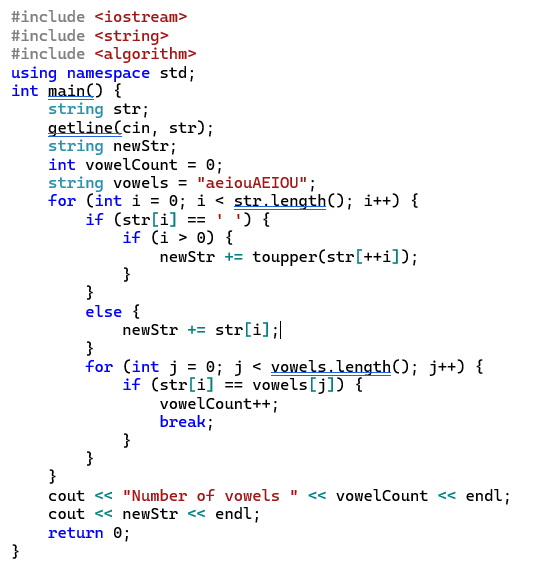 #include <iostream>
#include <string>
#include <algorithm>
using namespace std;
int main() {
    string str;
    getline(cin, str);
    string newStr;
    int vowelCount = 0;
    string vowels = "aeiouAEIOU";
    for (int i = 0; i < str.length(); i++) {
        if (str[i] == ' ') {
            if (i > 0) {
                newStr += toupper(str[++i]);
            }
        }
        else {
            newStr += str[i];
        }
        for (int j = 0; j < vowels.length(); j++) {
            if (str[i] == vowels[j]) {
                vowelCount++;
                break;
            }
        }
    }
    cout << "Number of vowels " << vowelCount << endl;
    cout << newStr << endl;
    return 0;
}